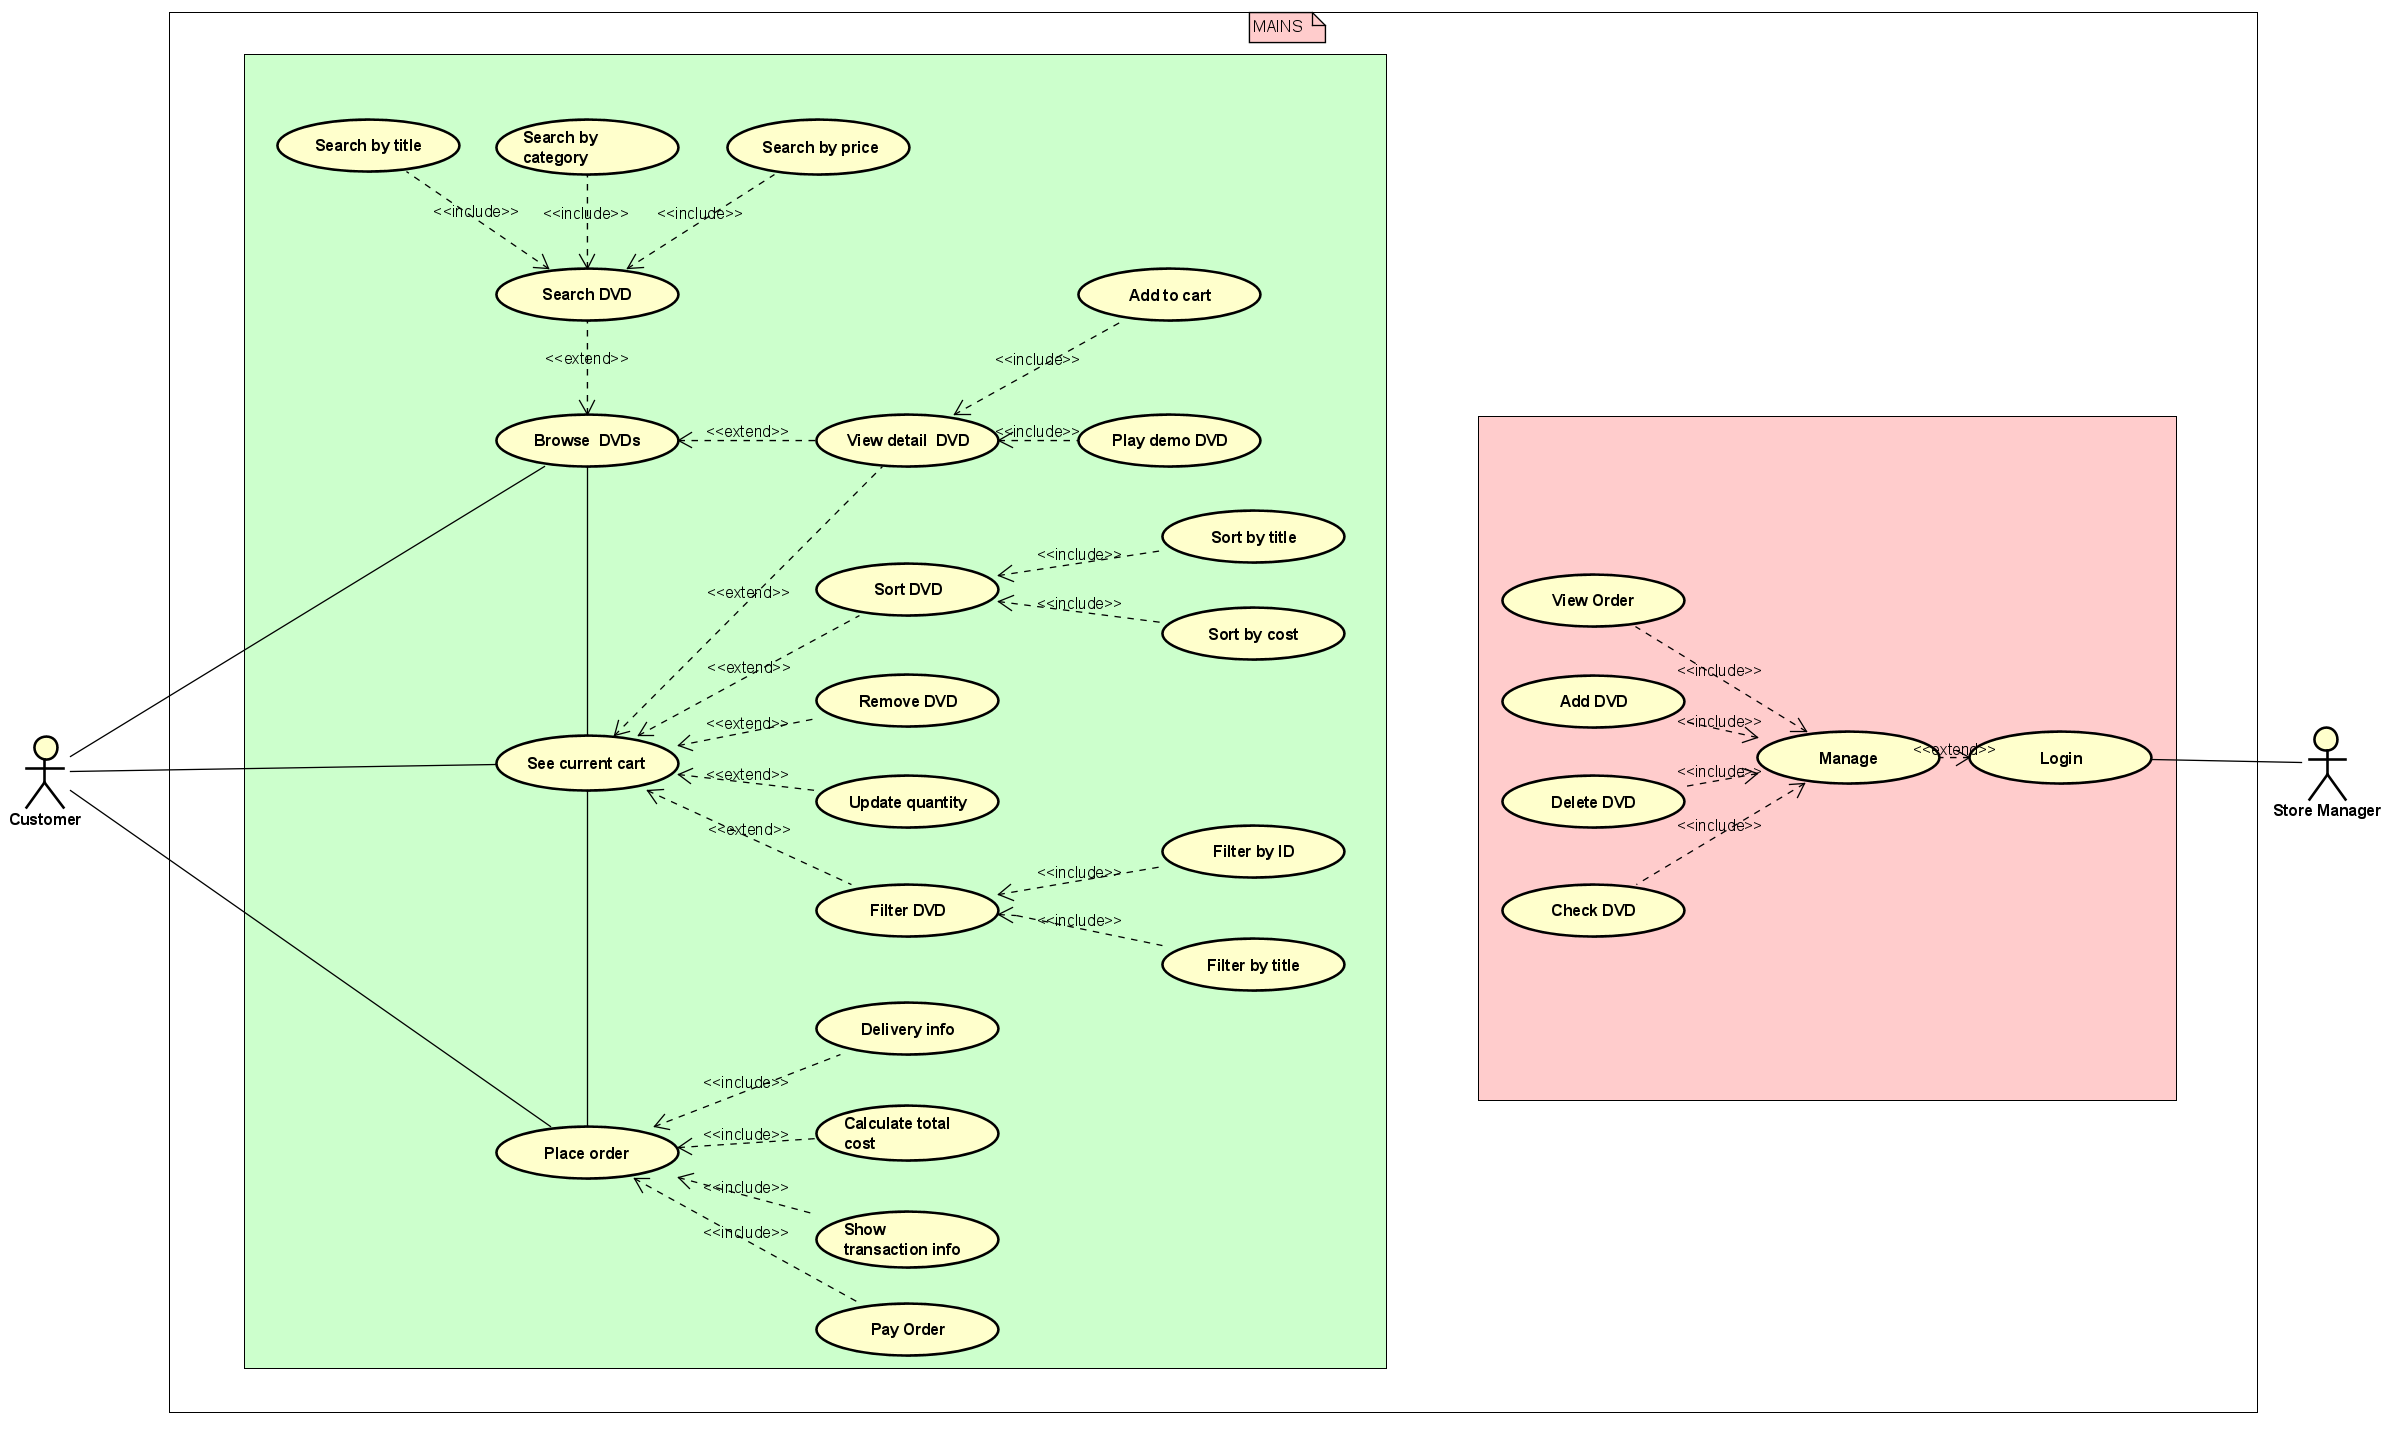 MAINS
Search by title
Search by
category
Search by price
<<include>>
<<include>>
<<include>>
Search DVD
Add to cart
<<extend>>
<<include>>
Browse  DVDs
<<extend>>
View detail  DVD
<<include>>
Play demo DVD
Sort by title
<<include>>
<<extend>>
Sort DVD
<<include>>
Sort by cost
<<extend>>
Remove DVD
<<extend>>
See current cart
<<extend>>
Update quantity
<<extend>>
Filter by ID
<<include>>
Filter DVD
<<include>>
Filter by title
Delivery info
<<include>>
Calculate total
cost
<<include>>
Place order
<<include>>
Show
transaction info
<<include>>
Pay Order
Customer
View Order
<<include>>
Add DVD
<<include>>
Manage
<<extend>>
Login
<<include>>
Delete DVD
<<include>>
Check DVD
Store Manager